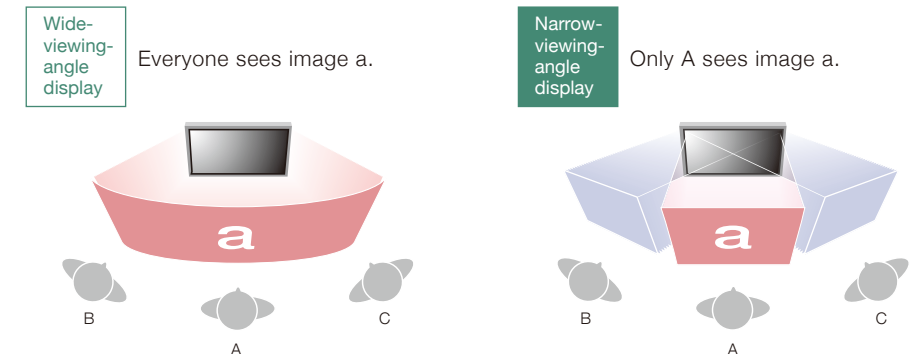 Wide-
viewing-
angle
display
Everyone sees image a.
a
B
A
C
Narrow-
viewing-
angle
display
Only A sees image a.
a
B
A
C